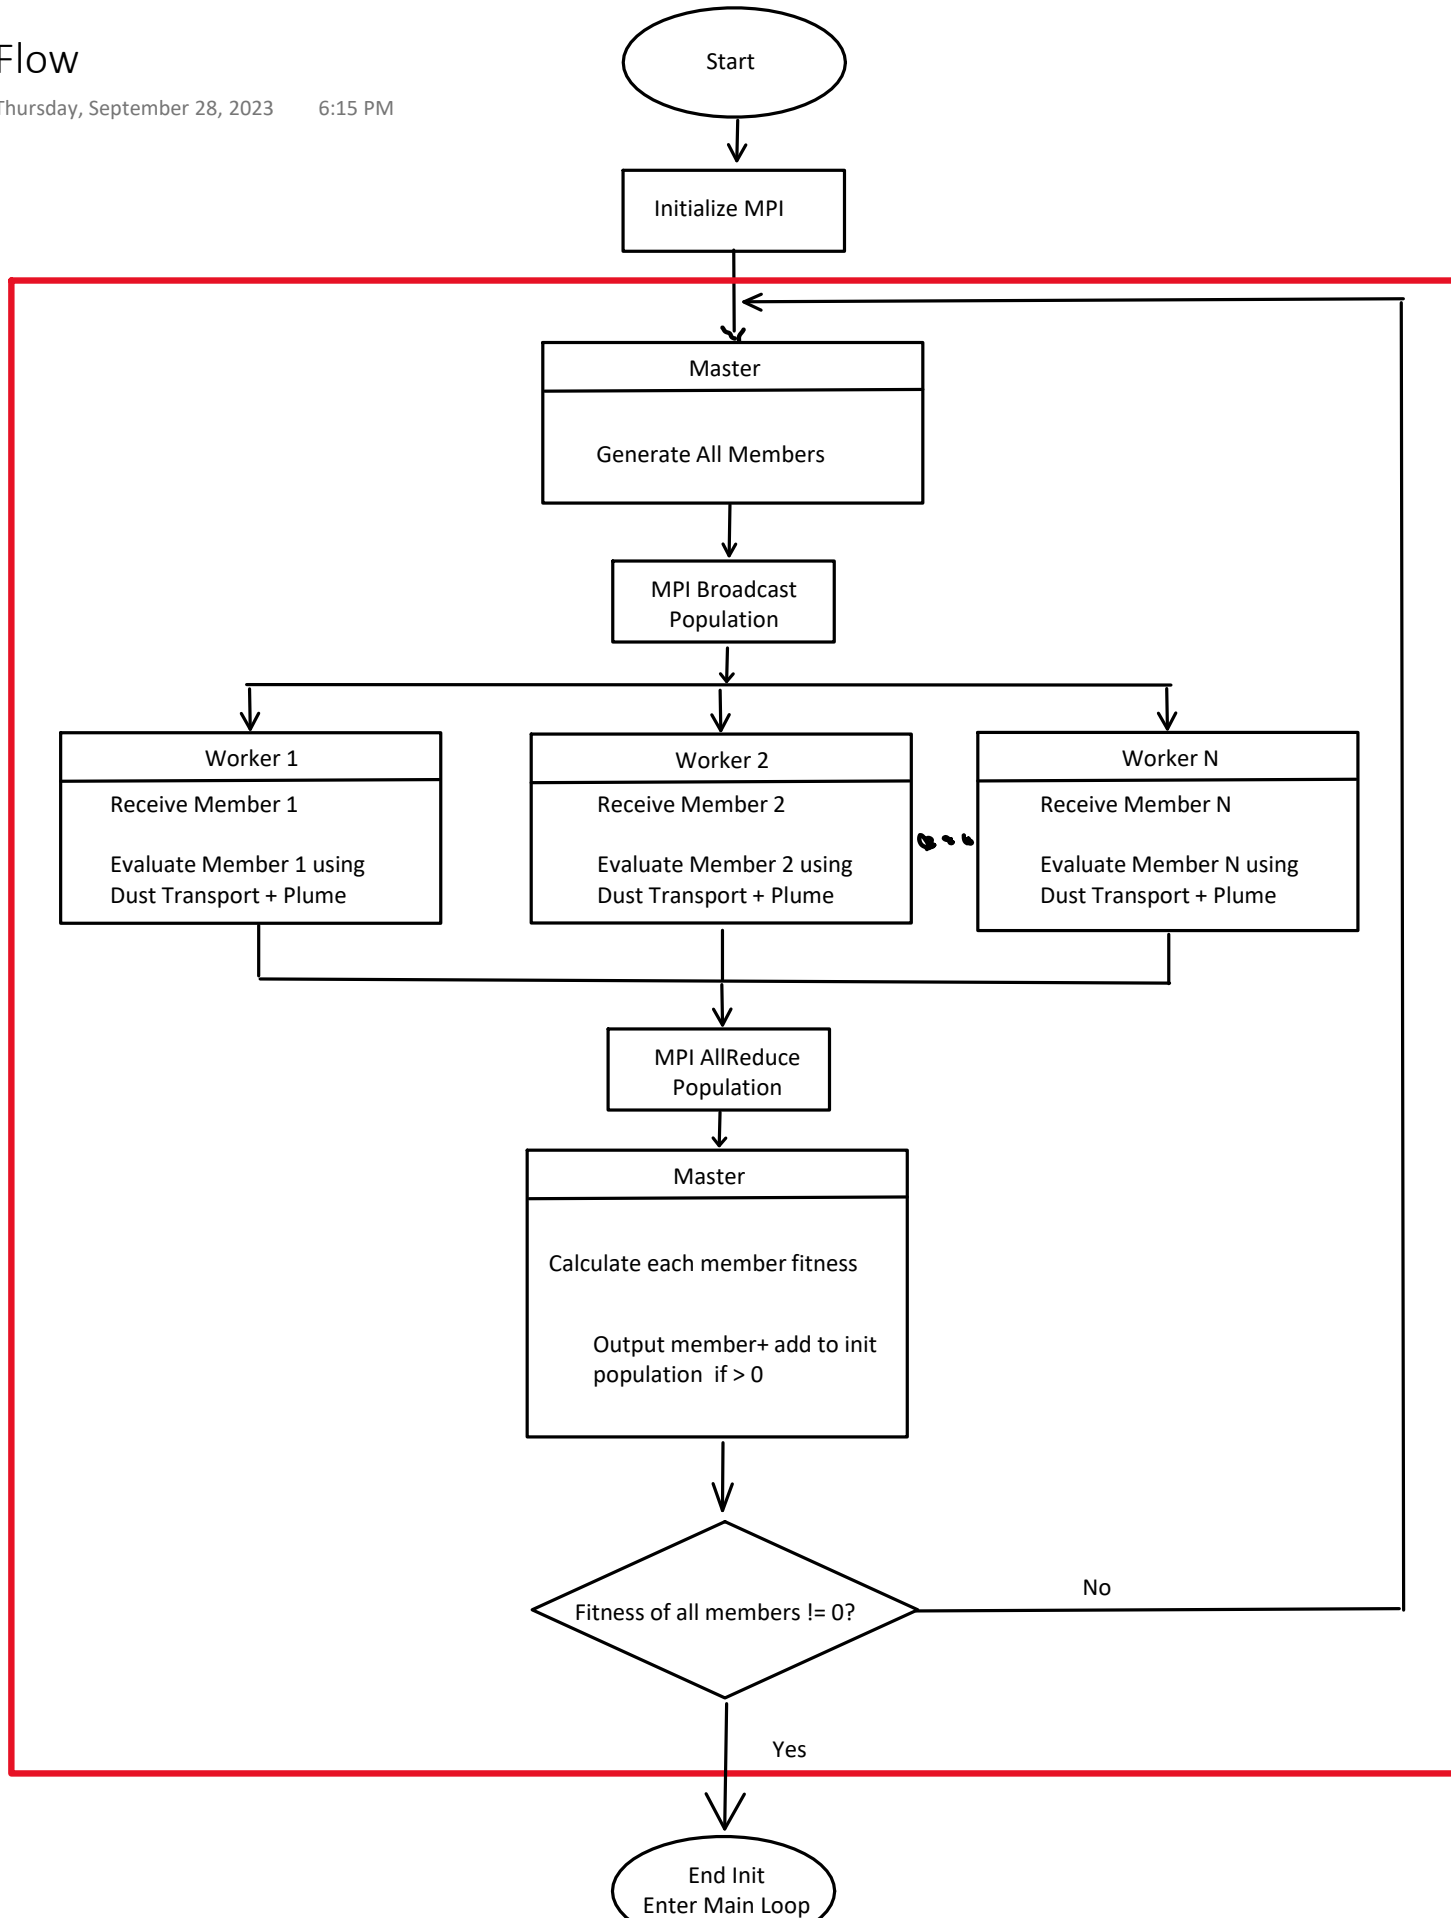 Flow
Thursday, September 28, 2023 6:15 PM
Start
Initialize MPI
Master
Generate All Members
MPI Broadcast
Population
Worker 1
Receive Member 1
Evaluate Member 1 using
Dust Transport + Plume
Worker 2
Receive Member 2
Evaluate Member 2 using
Dust Transport + Plume
Worker N
Receive Member N
Evaluate Member N using
Dust Transport + Plume
MPI AllReduce
Population
Master
Calculate each member fitness
Output member+ add to init
population if > 0
Fitness of all members != 0?
No
Yes
End Init
Enter Main Loop